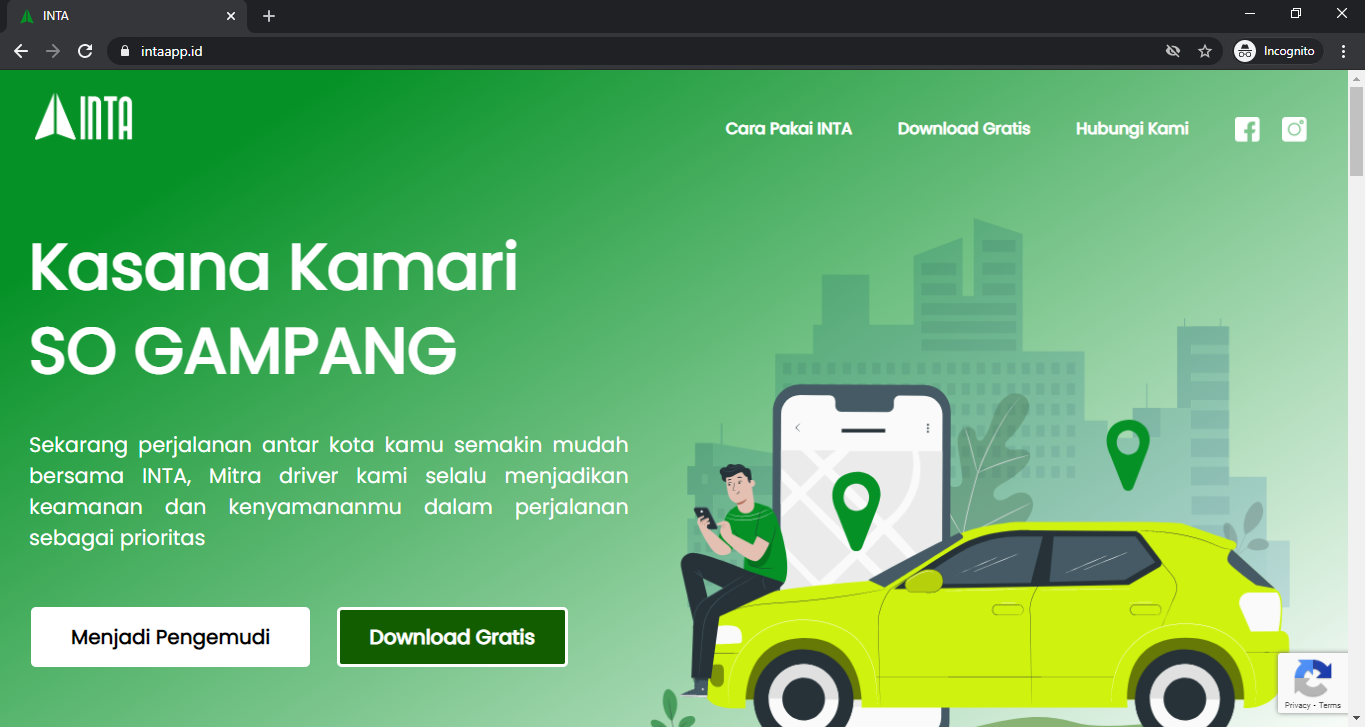 INTA
intaapp.id
Incognito
INTA
Cara Pakai INTA
Download Gratis
Hubungi Kami
Kasana Kamari
SO GAMPANG
Sekarang perjalanan antar kota kamu semakin mudah
bersama INTA, Mitra driver kami selalu menjadikan
keamanan dan kenyamananmu dalam perjalanan
sebagai prioritas
Menjadi Pengemudi
Download Gratis
Privacy - Terms